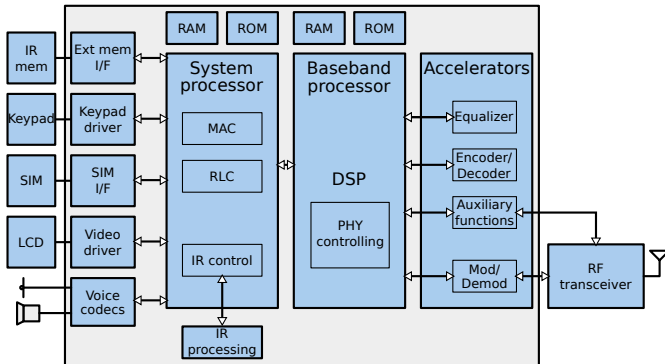 RAM
ROM
RAM
ROM
IR
mem
Ext mem
I/F
System
processor
Baseband
processor
Accelerators
Keypad
Keypad
driver
MAC
Equalizer
SIM
SIM
I/F
RLC
DSP
Encoder/
Decoder
LCD
Video
driver
PHY
controlling
Auxiliary
functions
IR control
Mod/
Demod
RF
transceiver
Voice
codecs
IR
processing